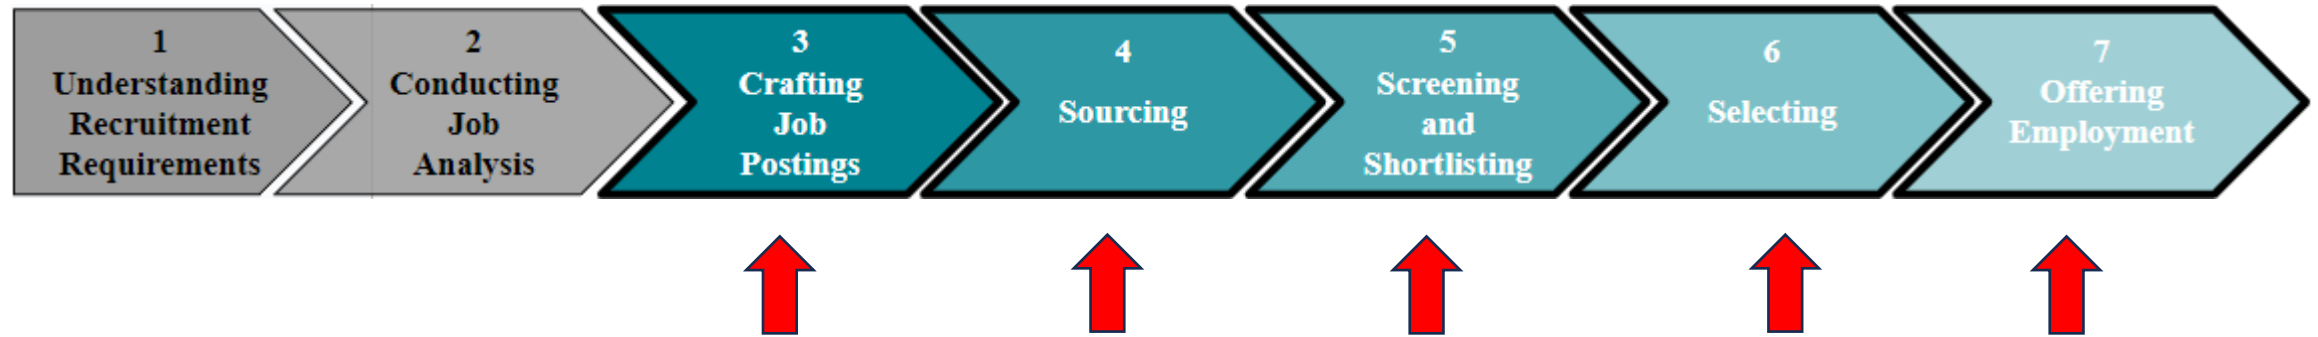 1
Understanding
Recruitment
Requirements
2
Conducting
Job
Analysis
3
Crafting
Job
Postings
4
Sourcing
5
Screening
and
Shortlisting
6
Selecting
7
Offering
Employment